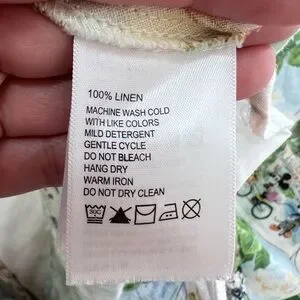 100% LINEN
MACHINE WASH COLD
WITH LIKE COLORS
MILD DETERGENT
GENTLE CYCLE
DO NOT BLEACH
HANG DRY
WARM IRON
DO NOT DRY CLEAN